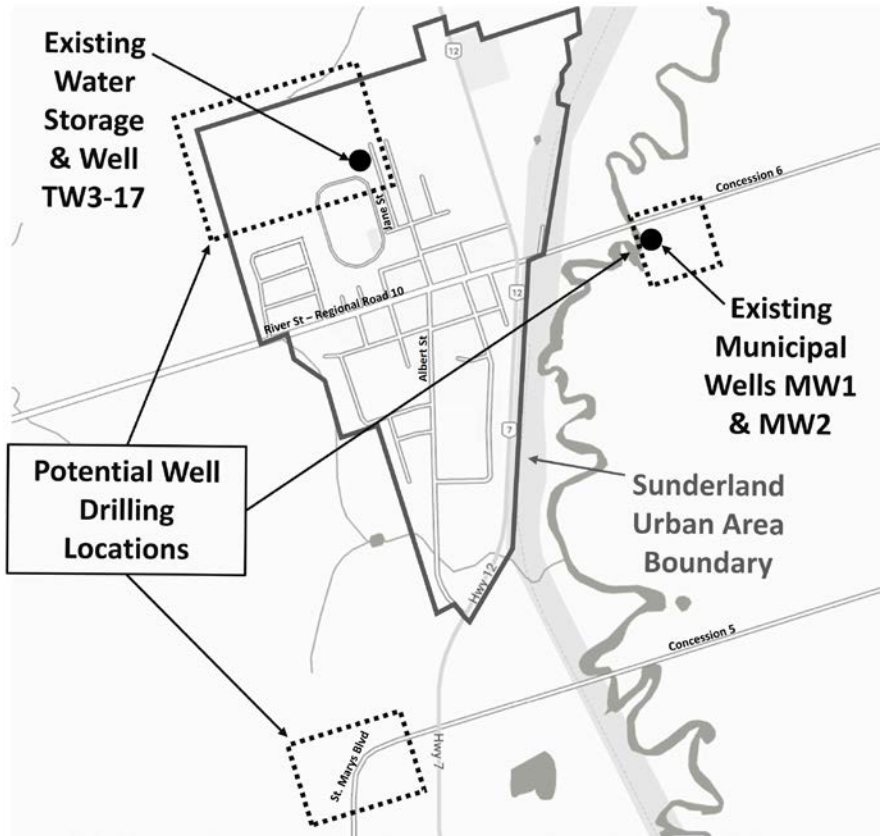 Existing
Water
Storage
& Well
TW3-17
12
Jane St
Concession 6
River St – Regional Road 10
12
Albert St
Existing
Municipal
Wells MW1
& MW2
7
Potential Well
Drilling
Locations
Sunderland
Urban Area
Boundary
Hwy 12
Concession 5
St. Marys Blvd
Hwy 7